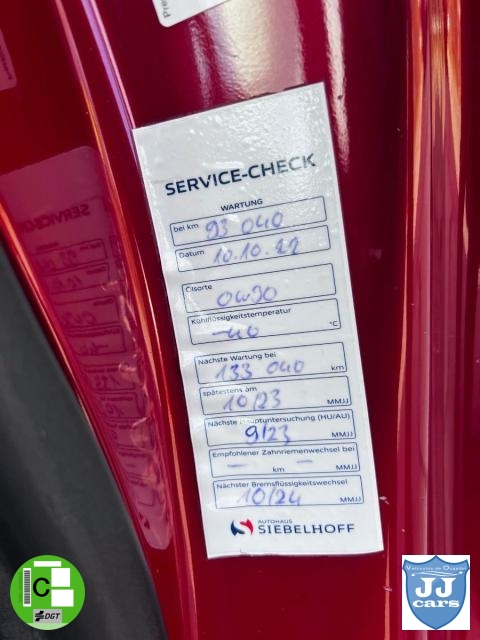 SERVICE-CHECK
WARTUNG
bei km 93 040
Datum 10.10.22
Ölsorte
0W30
Kühlflüssigkeitstemperatur
-40 °C
Nächste Wartung bei
133 040 km
spätestens am
10/23 MMJJ
Nächste Hauptuntersuchung (HU/AU)
9/23 MMJJ
Empfohlener Zahnriemenwechsel bei
– km – MMJJ
Nächster Bremsflüssigkeitswechsel
10/24 MMJJ
AUTOHAUS
SIEBELHOFF
C
DGT
JJ
cars